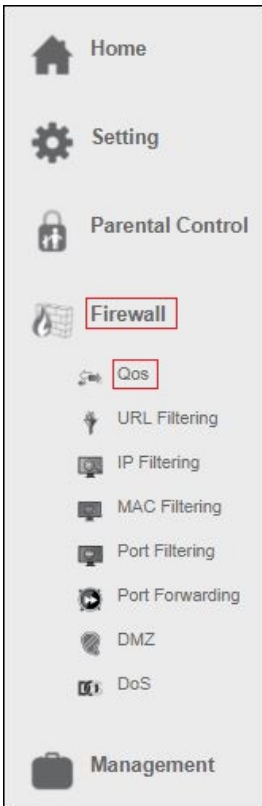 Home
Setting
Parental Control
Firewall
Qos
URL Filtering
IP Filtering
MAC Filtering
Port Filtering
Port Forwarding
DMZ
DoS
Management